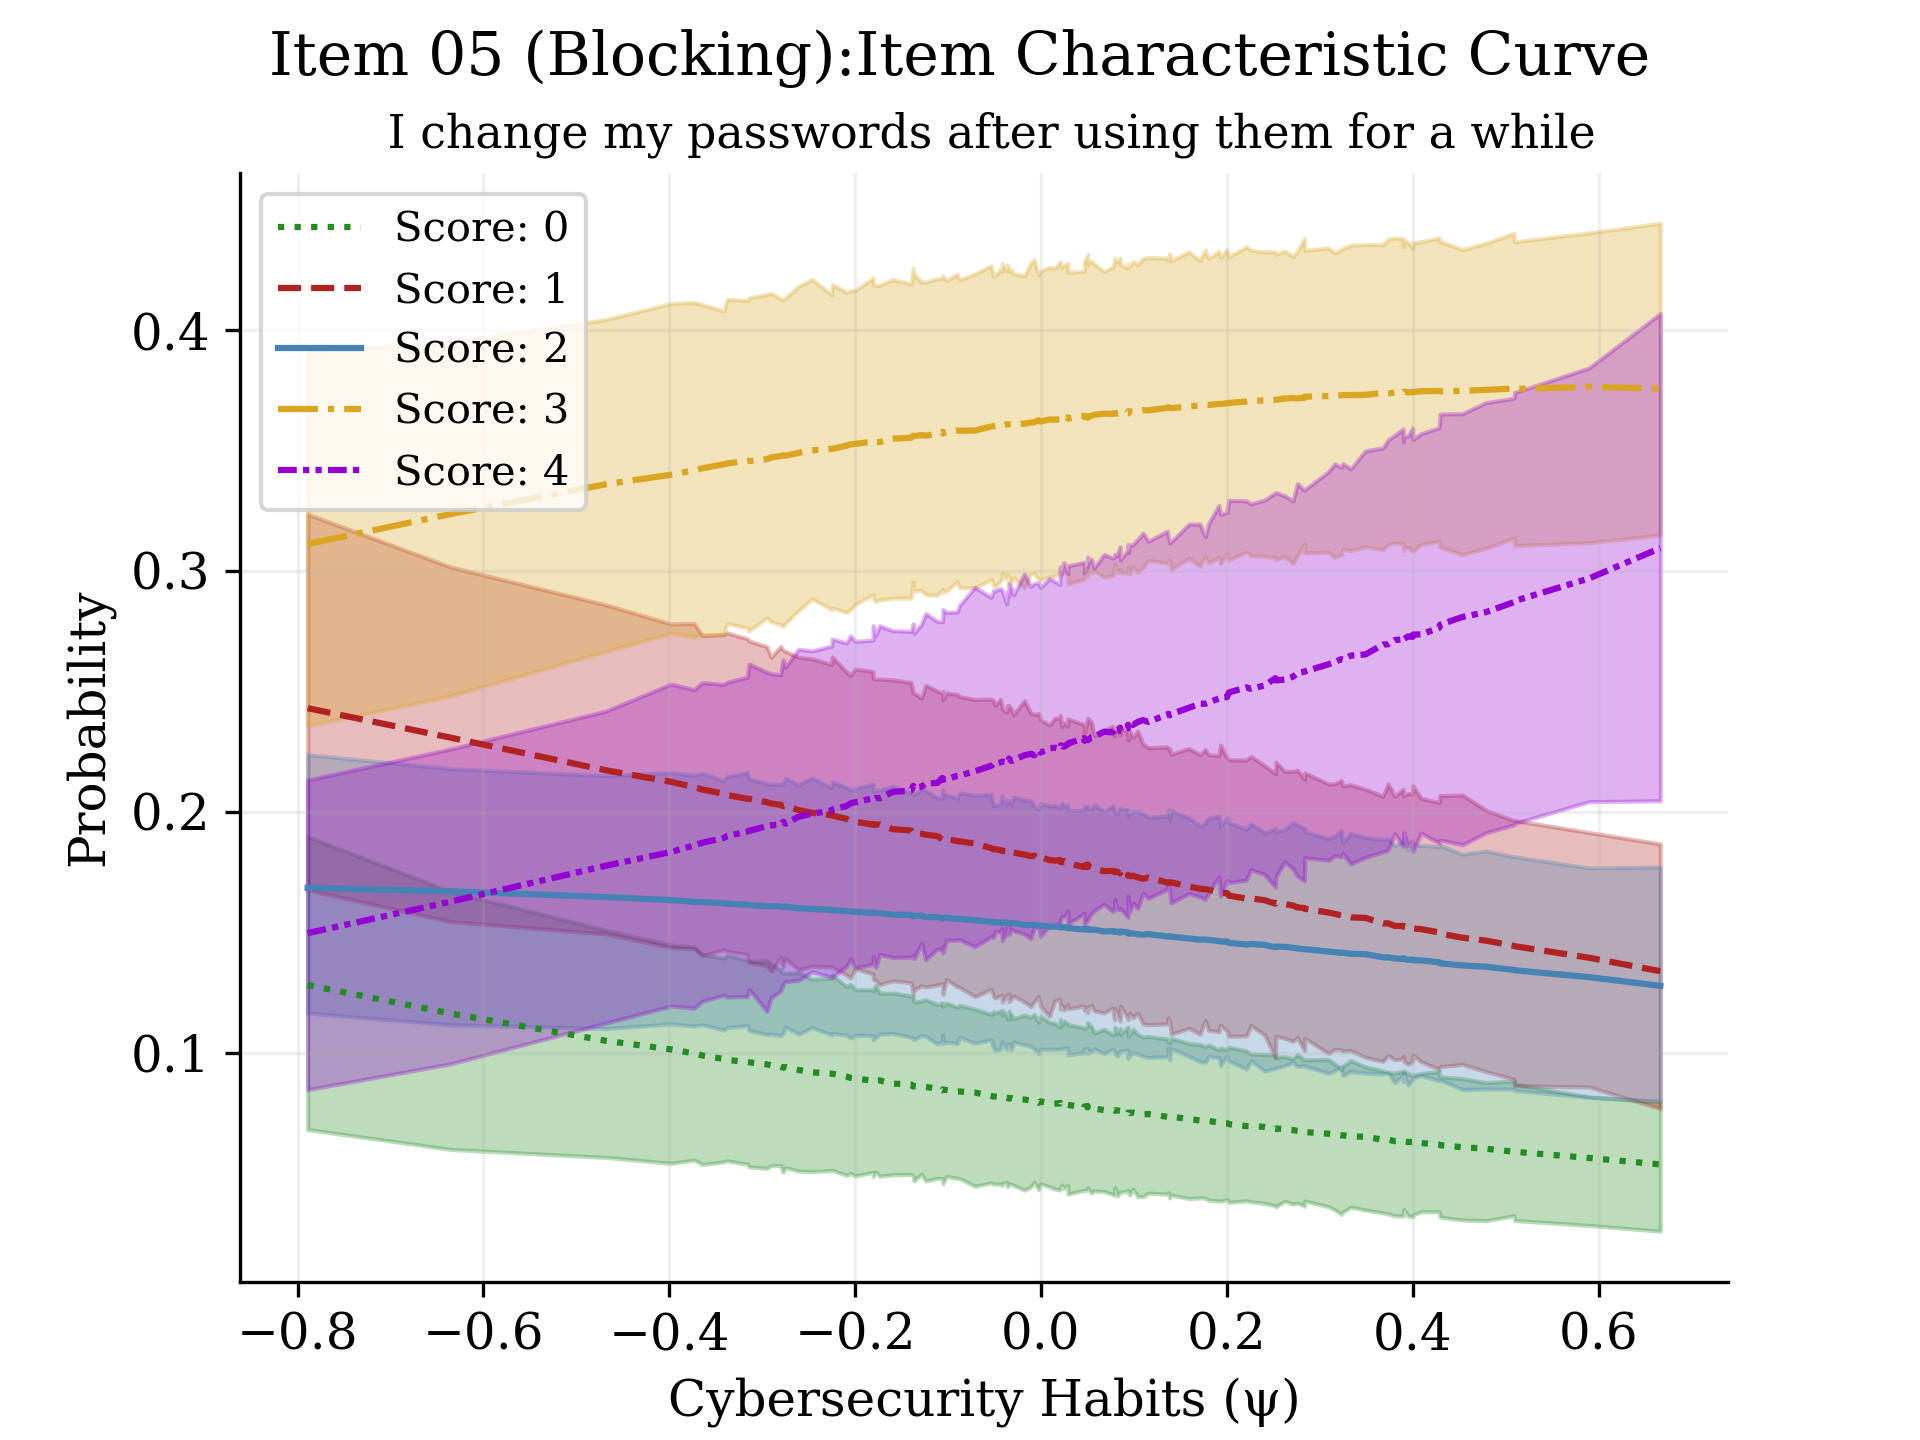 Item 05 (Blocking):Item Characteristic Curve
I change my passwords after using them for a while
Score: 0
Score: 1
Score: 2
Score: 3
Score: 4
0.4
0.3
0.2
0.1
Probability
−0.8 −0.6 −0.4 −0.2 0.0 0.2 0.4 0.6
Cybersecurity Habits (ψ)